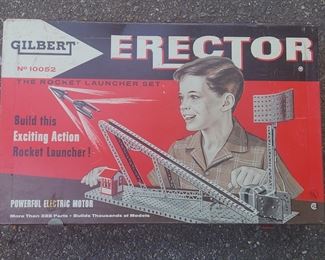 GILBERT
ERECTOR ®
Nº 10052
THE ROCKET LAUNCHER SET
Build this
Exciting Action
Rocket Launcher!
POWERFUL ELECTRIC MOTOR
More Than 222 Parts • Builds Thousands of Models